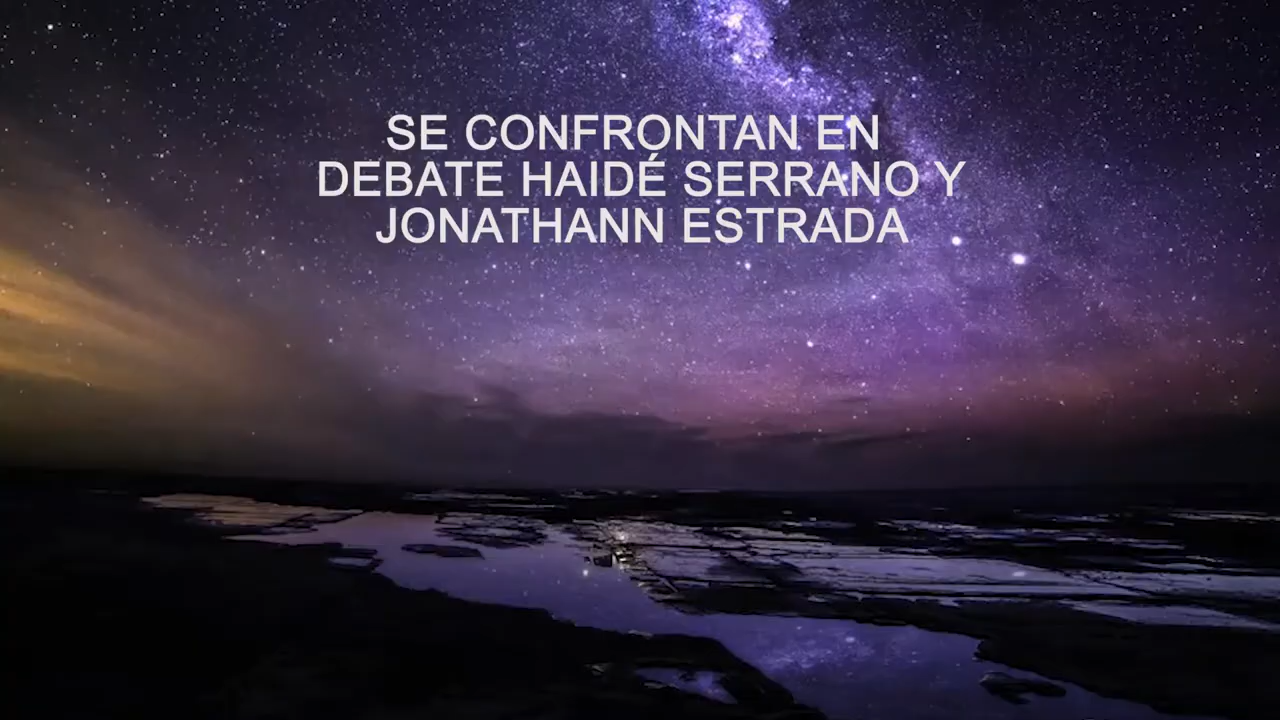 SE CONFRONTAN EN
DEBATE HAIDÉ SERRANO Y
JONATHANN ESTRADA